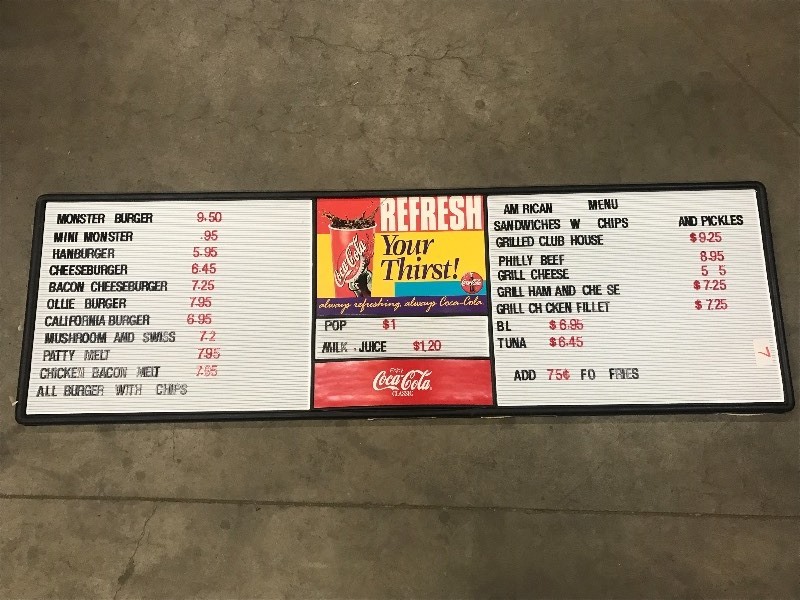 MONSTER BURGER 9.50
MINI MONSTER .95
HANBURGER 5.95
CHEESEBURGER 6.45
BACON CHEESEBURGER 7.25
OLLIE BURGER 7.95
CALIFORNIA BURGER 6.95
MUSHROOM AND SWISS 7.2
PATTY MELT 7.95
CHICKEN BACON MELT 7.95
ALL BURGER WITH CHIPS
REFRESH
Your
Thirst!
Coca-Cola
always refreshing, always Coca-Cola
POP $1
MILK . JUICE $1.20
Coca-Cola
CLASSIC
AM RICAN MENU
SANDWICHES W CHIPS AND PICKLES
GRILLED CLUB HOUSE $9.25
PHILLY BEEF 8.95
GRILL CHEESE 5 5
GRILL HAM AND CHE SE $7.25
GRILL CH CKEN FILLET $7.25
BL $6.95
TUNA $6.45
ADD 75¢ FO FRIES
7